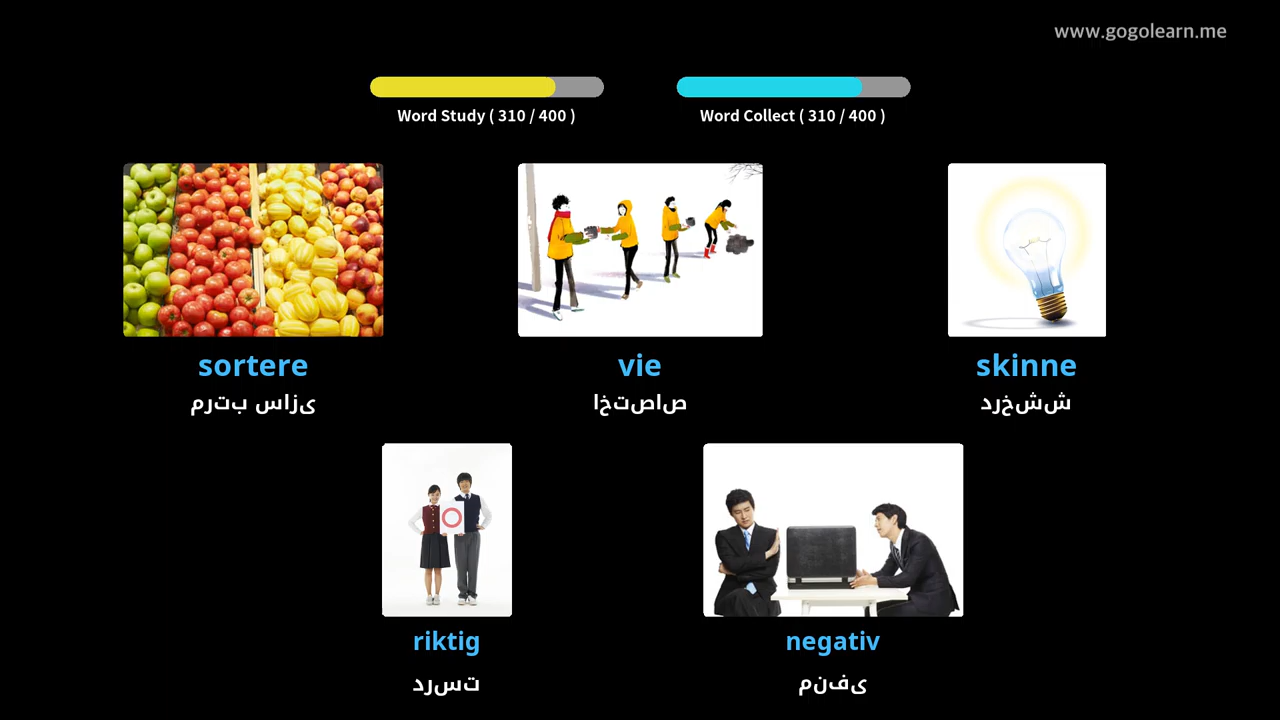 www.gogolearn.me
Word Study ( 310 / 400 )
Word Collect ( 310 / 400 )
sortere
مرتب سازی
vie
اختصاص
skinne
درخشش
riktig
درست
negativ
منفی